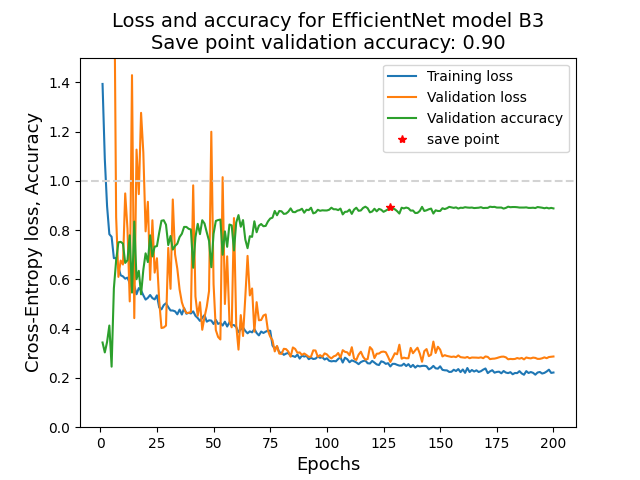 Loss and accuracy for EfficientNet model B3
Save point validation accuracy: 0.90
Training loss
Validation loss
Validation accuracy
save point
Cross-Entropy loss, Accuracy
1.4
1.2
1.0
0.8
0.6
0.4
0.2
0.0
0 25 50 75 100 125 150 175 200
Epochs